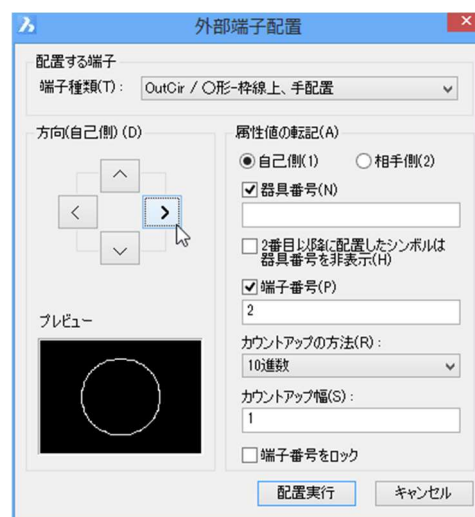 外部端子配置
配置する端子
端子種類(T):
OutCir / ○形-枠線上、手配置
方向(自己側)(D)
プレビュー
属性値の転記(A)
自己側(1)
相手側(2)
器具番号(N)
2番目以降に配置したシンボルは
器具番号を非表示(H)
端子番号(P)
2
カウントアップの方法(R):
10進数
カウントアップ幅(S):
1
端子番号をロック
配置実行
キャンセル